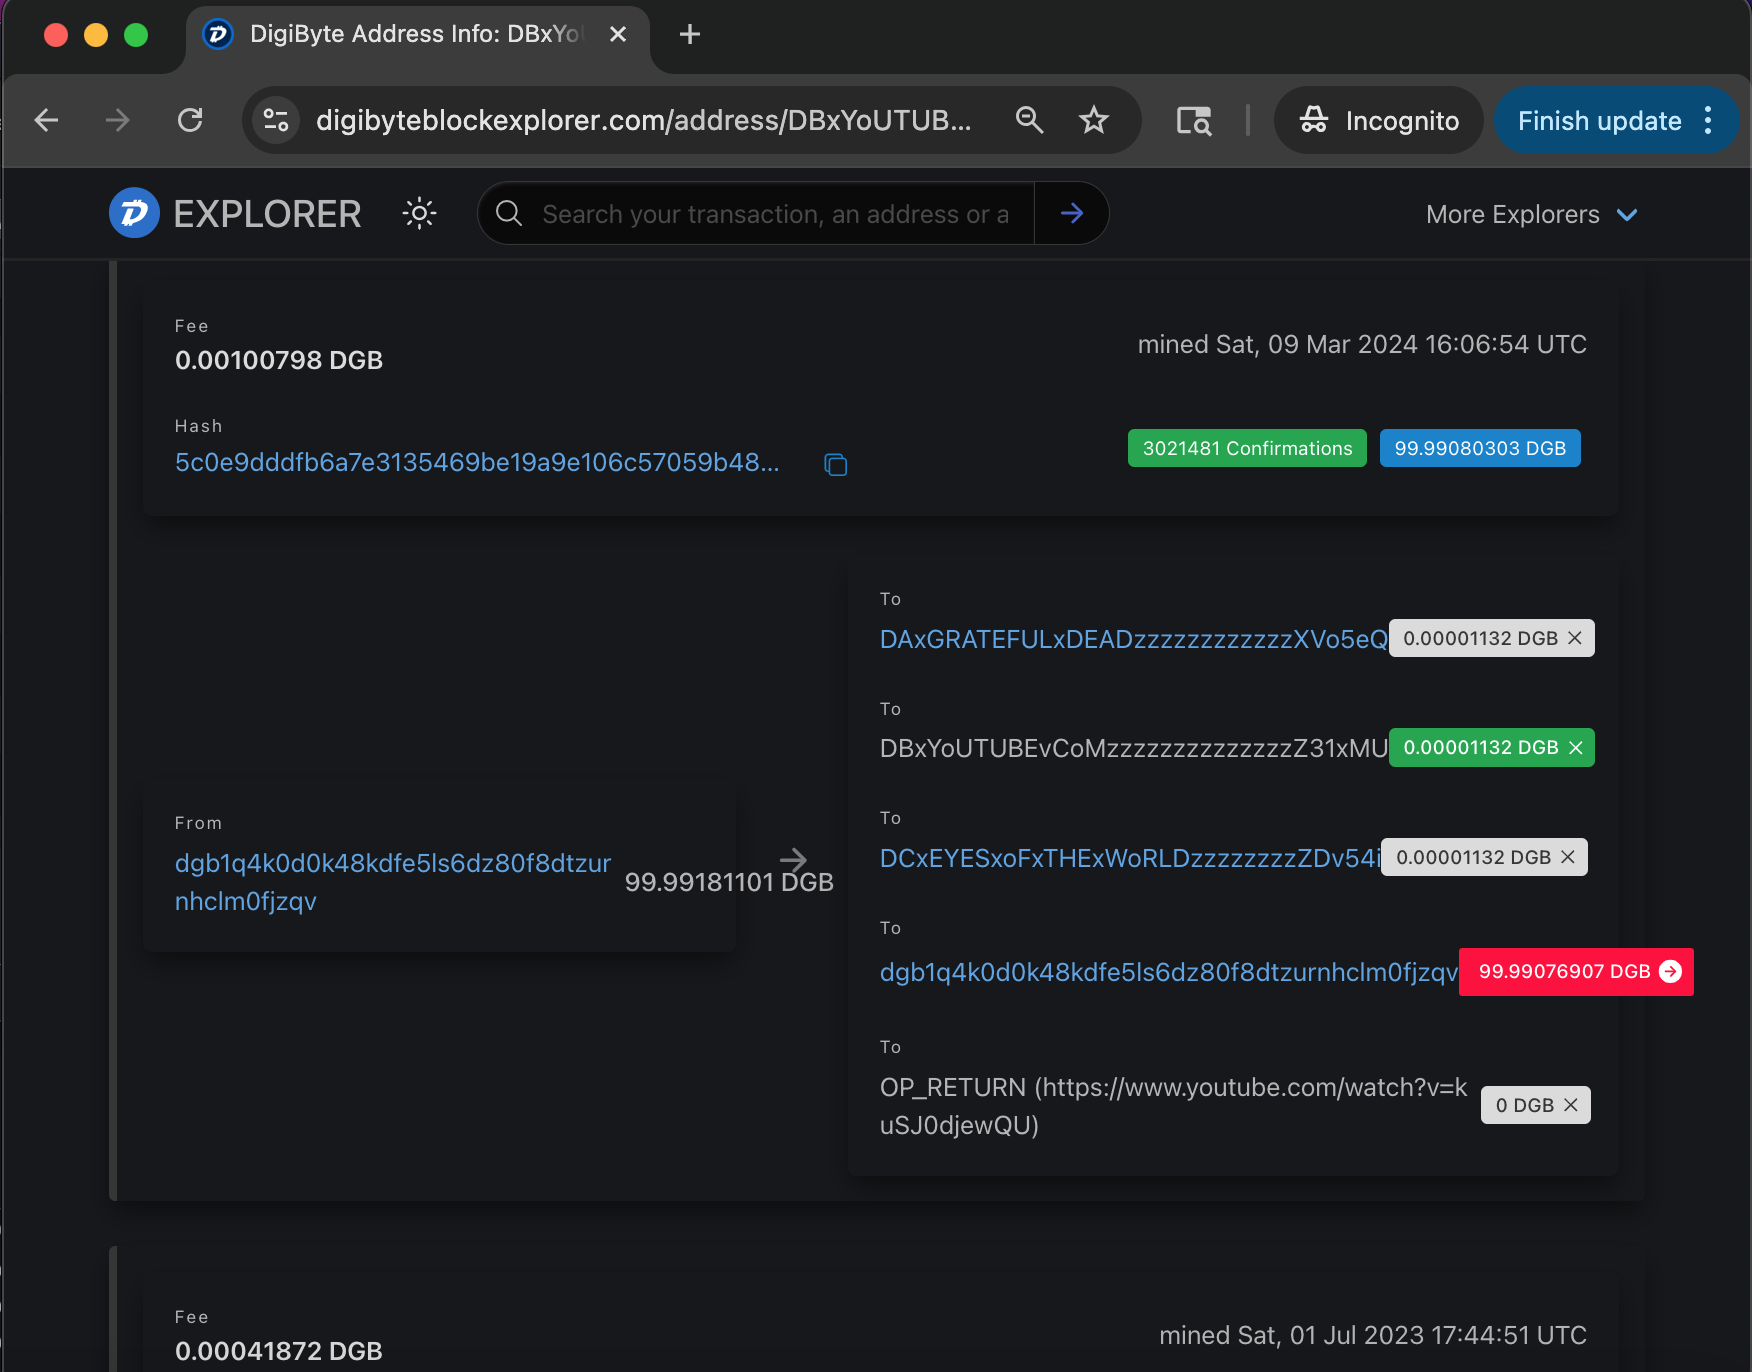 DigiByte Address Info: DBxYo
digibyteblockexplorer.com/address/DBxYoUTUB...
Incognito
Finish update
EXPLORER
Search your transaction, an address or a
More Explorers
Fee
0.00100798 DGB
mined Sat, 09 Mar 2024 16:06:54 UTC
Hash
5c0e9dddfb6a7e3135469be19a9e106c57059b48...
3021481 Confirmations
99.99080303 DGB
From
dgb1q4k0d0k48kdfe5ls6dz80f8dtzur
nhclm0fjzqv
99.99181101 DGB
To
DAxGRATEFULxDEADzzzzzzzzzzzzXVo5eQ
0.00001132 DGB
To
DBxYoUTUBEvCoMzzzzzzzzzzzzzzZ31xMU
0.00001132 DGB
To
DCxEYESxoFxTHExWoRLDzzzzzzzzZDv54i
0.00001132 DGB
To
dgb1q4k0d0k48kdfe5ls6dz80f8dtzurnhclm0fjzqv
99.99076907 DGB
To
OP_RETURN (https://www.youtube.com/watch?v=k
uSJ0djewQU)
0 DGB
Fee
0.00041872 DGB
mined Sat, 01 Jul 2023 17:44:51 UTC